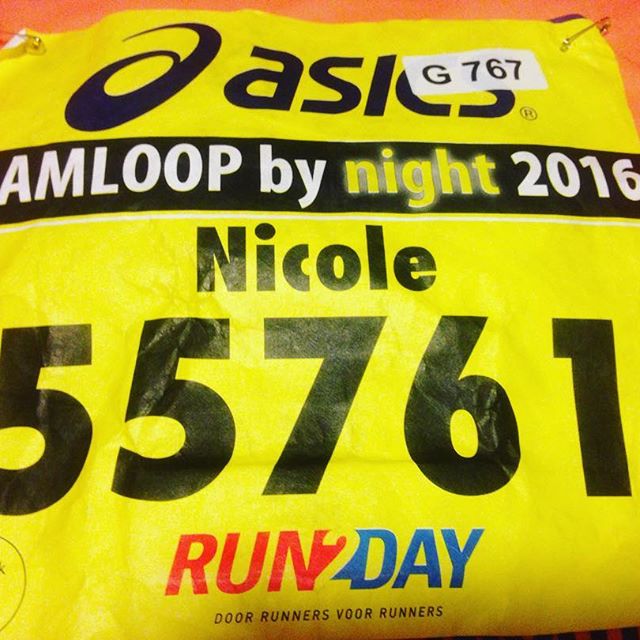 asics ®
G 767
AMLOOP by night 2016
Nicole
55761
RUN2DAY
DOOR RUNNERS VOOR RUNNERS